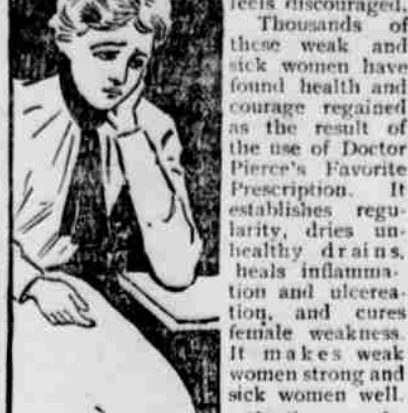 feels discouraged.
Thousands of
these weak and
sick women have
found health and
courage regained
as the result of
the use of Doctor
Pierce's Favorite
Prescription. It
establishes regu-
larity, dries un-
healthy drains,
heals inflamma-
tion and ulcerea-
tion, and cures
female weakness.
It makes weak
women strong and
sick women well.